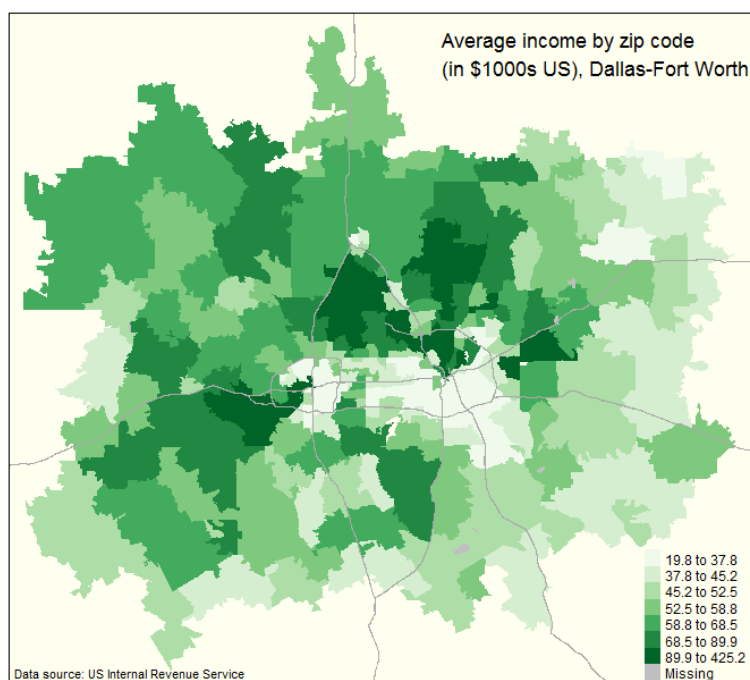 Average income by zip code
(in $1000s US), Dallas-Fort Worth
19.8 to 37.8
37.8 to 45.2
45.2 to 52.5
52.5 to 58.8
58.8 to 68.5
68.5 to 89.9
89.9 to 425.2
Missing
Data source: US Internal Revenue Service